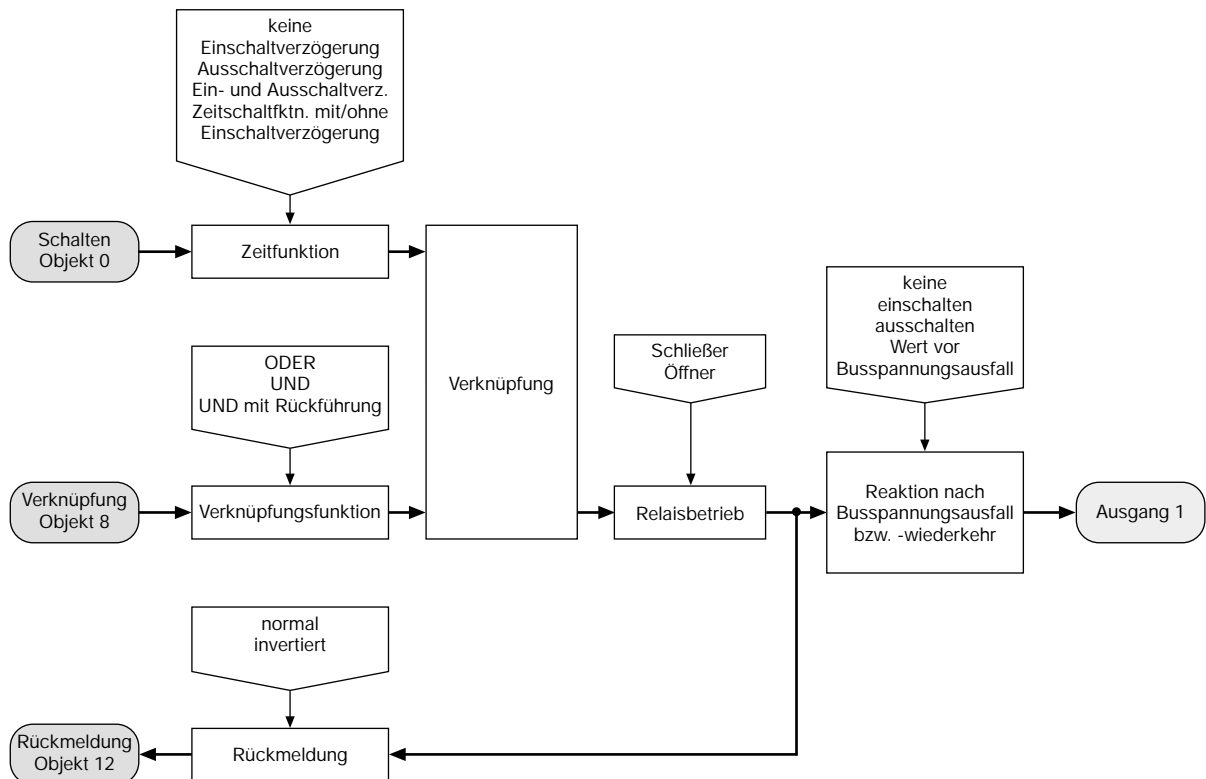 keine
Einschaltverzögerung
Ausschaltverzögerung
Ein- und Ausschaltverz.
Zeitschaltfktn. mit/ohne
Einschaltverzögerung
Schalten
Objekt 0
Zeitfunktion
keine
einschalten
ausschalten
Wert vor
Busspannungsausfall
Schließer
Öffner
ODER
UND
UND mit Rückführung
Verknüpfung
Verknüpfung
Objekt 8
Verknüpfungsfunktion
Relaisbetrieb
Reaktion nach
Busspannungsausfall
bzw. -wiederkehr
Ausgang 1
normal
invertiert
Rückmeldung
Objekt 12
Rückmeldung